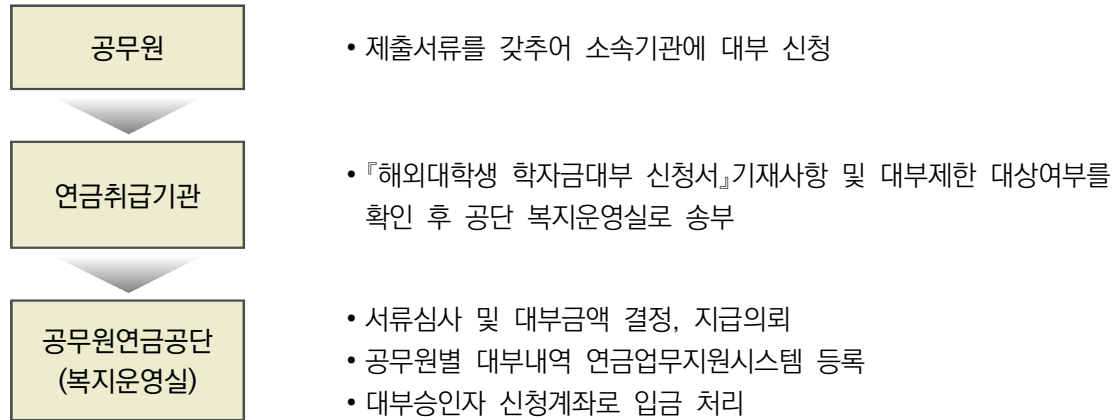 공무원
• 제출서류를 갖추어 소속기관에 대부 신청
연금취급기관
• 『해외대학생 학자금대부 신청서』기재사항 및 대부제한 대상여부를
확인 후 공단 복지운영실로 송부
공무원연금공단
(복지운영실)
• 서류심사 및 대부금액 결정, 지급의뢰
• 공무원별 대부내역 연금업무지원시스템 등록
• 대부승인자 신청계좌로 입금 처리